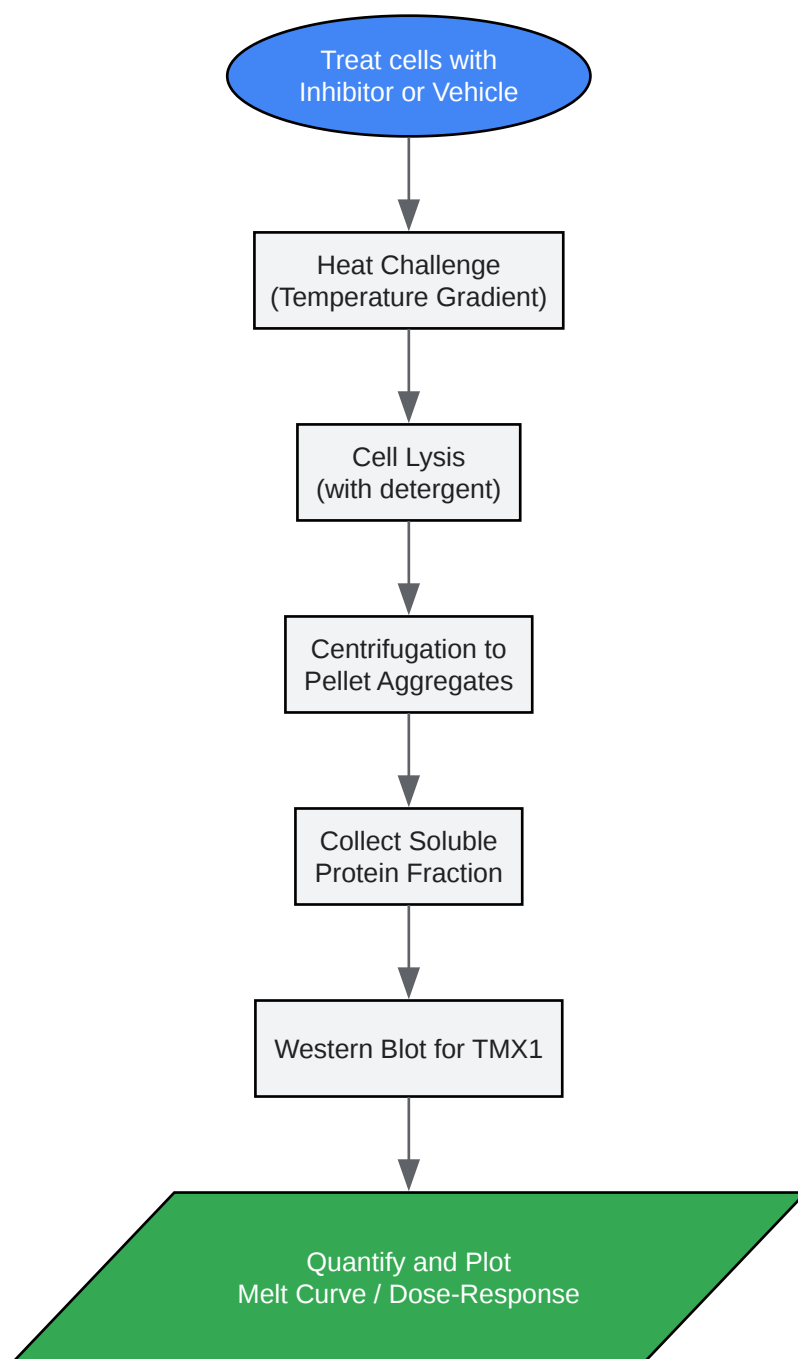 Treat cells with
Inhibitor or Vehicle
Heat Challenge
(Temperature Gradient)
Cell Lysis
(with detergent)
Centrifugation to
Pellet Aggregates
Collect Soluble
Protein Fraction
Western Blot for TMX1
Quantify and Plot
Melt Curve / Dose-Response